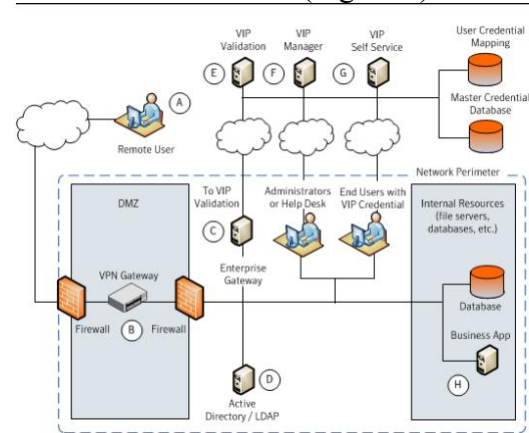 VIP
Validation
VIP
Manager
VIP
Self Service
User Credential
Mapping
E
F
G
A
Master Credential
Database
Remote User
Network Perimeter
DMZ
To VIP
Validation
Administrators
or Help Desk
End Users with
VIP Credential
Internal Resources
(file servers,
databases, etc.)
C
VPN Gateway
Enterprise
Gateway
Firewall
B
Firewall
Database
Business App
D
H
Active
Directory / LDAP